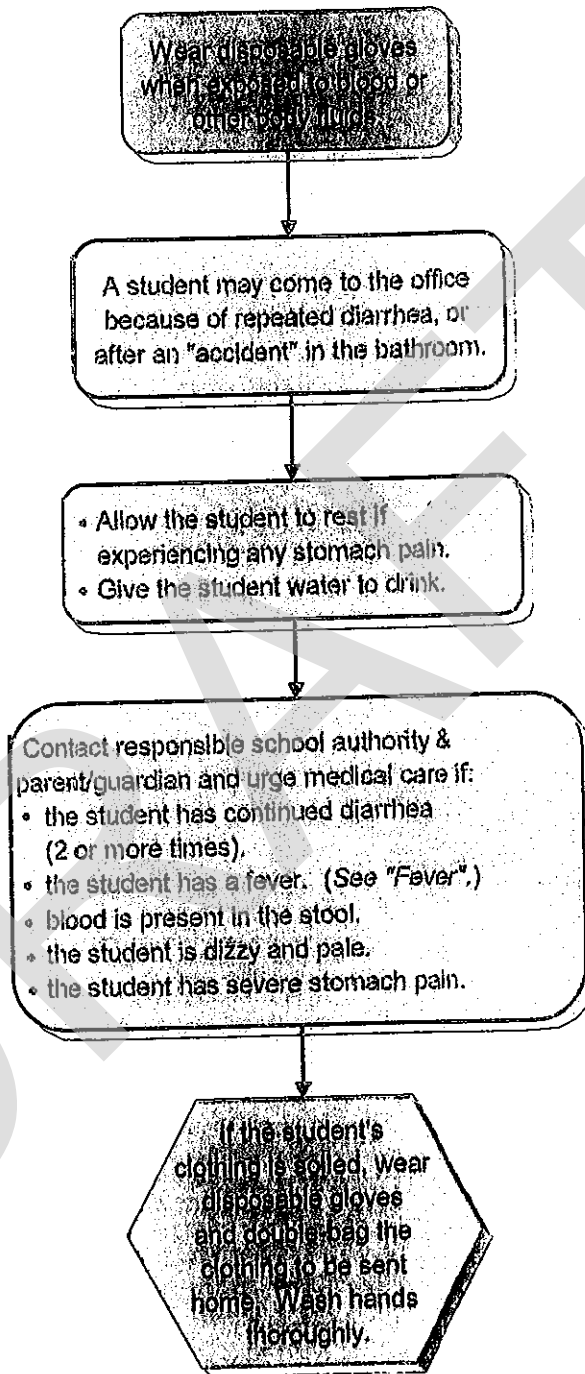 Wear disposable gloves
when exposed to blood or
other body fluids.
A student may come to the office
because of repeated diarrhea, or
after an "accident" in the bathroom.
• Allow the student to rest if
experiencing any stomach pain.
• Give the student water to drink.
Contact responsible school authority &
parent/guardian and urge medical care if:
• the student has continued diarrhea
(2 or more times).
• the student has a fever. (See "Fever".)
• blood is present in the stool.
• the student is dizzy and pale.
• the student has severe stomach pain.
If the student's
clothing is soiled, wear
disposable gloves
and double-bag the
clothing to be sent
home. Wash hands
thoroughly.
DRAFT